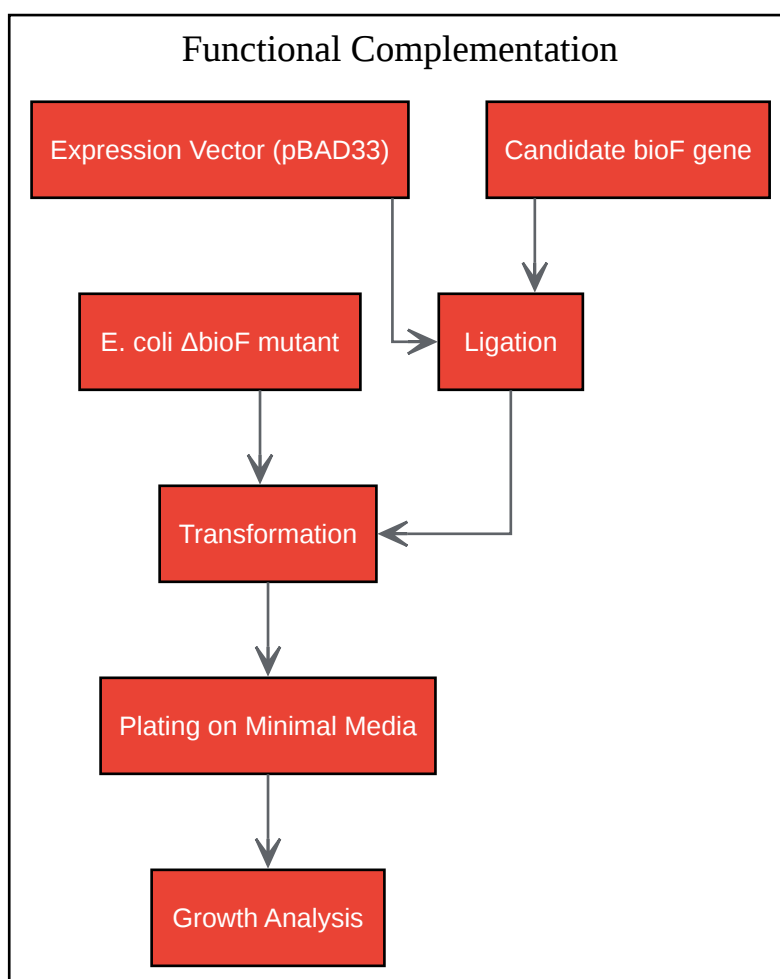 Functional Complementation
Expression Vector (pBAD33)
Candidate bioF gene
E. coli ΔbioF mutant
Ligation
Transformation
Plating on Minimal Media
Growth Analysis